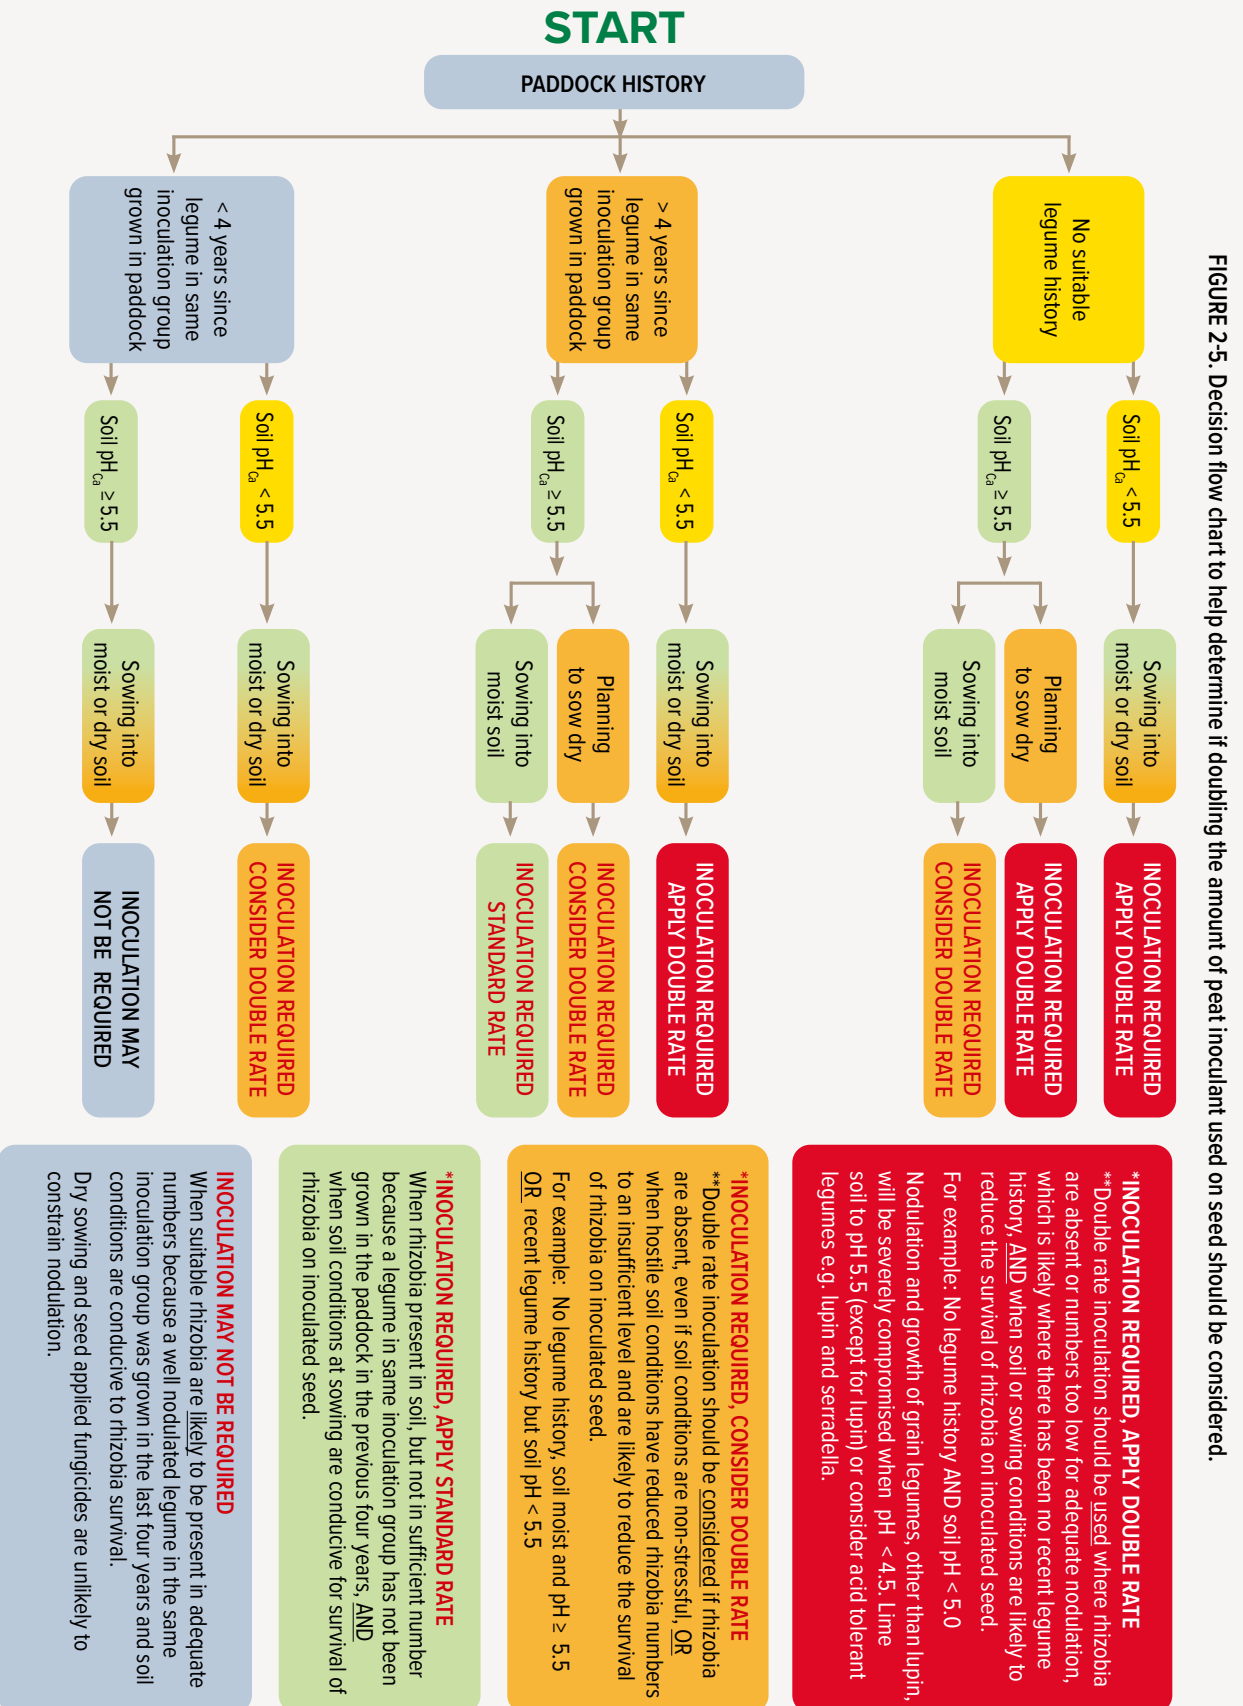 FIGURE 2-5. Decision flow chart to help determine if doubling the amount of peat inoculant used on seed should be considered.
START
PADDOCK HISTORY
No suitable
legume history
Soil pHCa < 5.5
Sowing into
moist or dry soil
INOCULATION REQUIRED
APPLY DOUBLE RATE
Soil pHCa ≥ 5.5
Planning
to sow dry
INOCULATION REQUIRED
APPLY DOUBLE RATE
Sowing into
moist soil
INOCULATION REQUIRED
CONSIDER DOUBLE RATE
> 4 years since
legume in same
inoculation group
grown in paddock
Soil pHCa < 5.5
Sowing into
moist or dry soil
INOCULATION REQUIRED
APPLY DOUBLE RATE
Soil pHCa ≥ 5.5
Planning
to sow dry
INOCULATION REQUIRED
CONSIDER DOUBLE RATE
Sowing into
moist soil
INOCULATION REQUIRED
STANDARD RATE
< 4 years since
legume in same
inoculation group
grown in paddock
Soil pHCa < 5.5
Sowing into
moist or dry soil
INOCULATION REQUIRED
CONSIDER DOUBLE RATE
Soil pHCa ≥ 5.5
Sowing into
moist or dry soil
INOCULATION MAY
NOT BE REQUIRED
*INOCULATION REQUIRED, APPLY DOUBLE RATE
**Double rate inoculation should be used where rhizobia
are absent or numbers too low for adequate nodulation,
which is likely where there has been no recent legume
history, AND when soil or sowing conditions are likely to
reduce the survival of rhizobia on inoculated seed.
For example: No legume history AND soil pH < 5.0
Nodulation and growth of grain legumes, other than lupin,
will be severely compromised when pH < 4.5. Lime
soil to pH 5.5 (except for lupin) or consider acid tolerant
legumes e.g. lupin and serradella.
*INOCULATION REQUIRED, CONSIDER DOUBLE RATE
**Double rate inoculation should be considered if rhizobia
are absent, even if soil conditions are non-stressful, OR
when hostile soil conditions have reduced rhizobia numbers
to an insufficient level and are likely to reduce the survival
of rhizobia on inoculated seed.
For example: No legume history, soil moist and pH ≥ 5.5
OR recent legume history but soil pH < 5.5
*INOCULATION REQUIRED, APPLY STANDARD RATE
When rhizobia present in soil, but not in sufficient number
because a legume in same inoculation group has not been
grown in the paddock in the previous four years, AND
when soil conditions at sowing are conducive for survival of
rhizobia on inoculated seed.
INOCULATION MAY NOT BE REQUIRED
When suitable rhizobia are likely to be present in adequate
numbers because a well nodulated legume in the same
inoculation group was grown in the last four years and soil
conditions are conducive to rhizobia survival.
Dry sowing and seed applied fungicides are unlikely to
constrain nodulation.